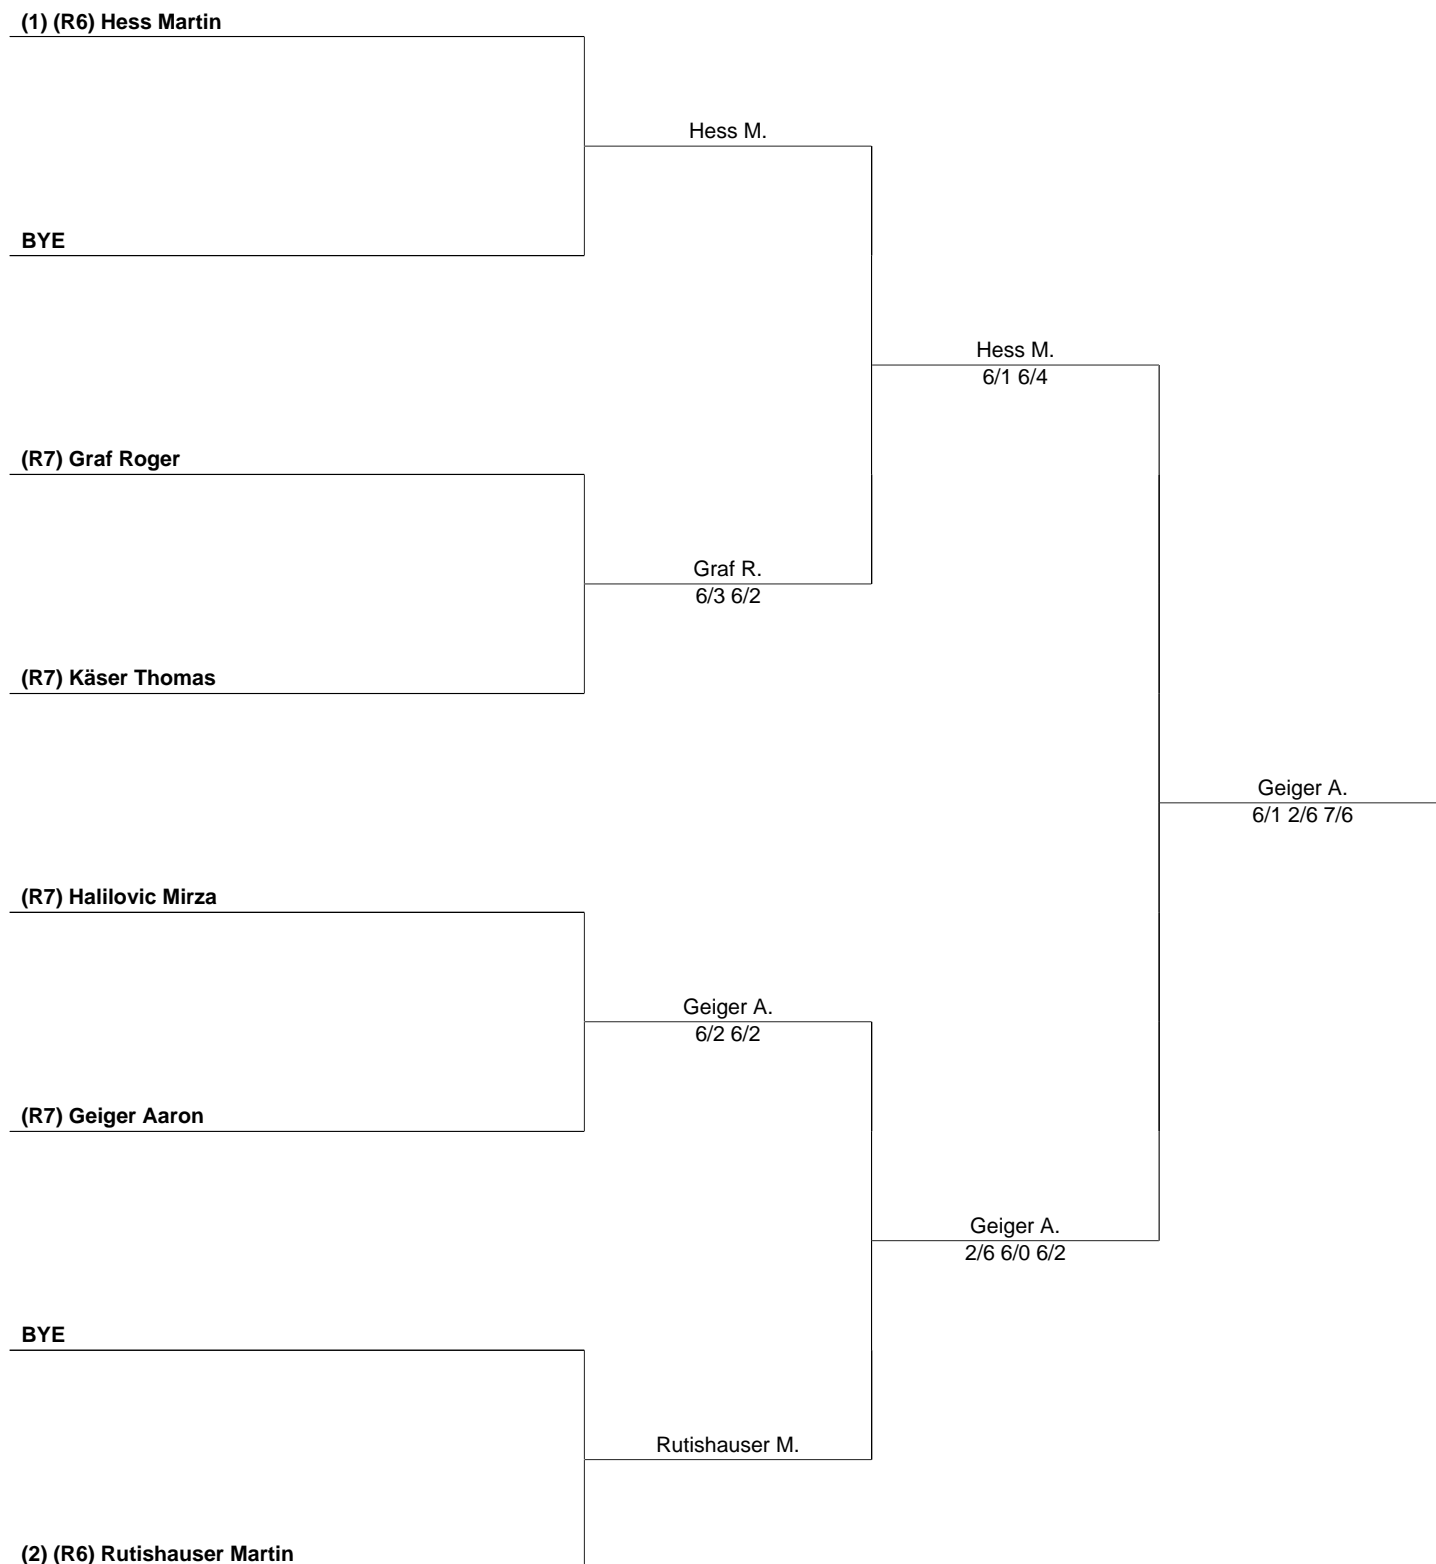 (1) (R6) Hess Martin
Hess M.
BYE
Hess M.
6/1 6/4
(R7) Graf Roger
Graf R.
6/3 6/2
(R7) Käser Thomas
Geiger A.
6/1 2/6 7/6
(R7) Halilovic Mirza
Geiger A.
6/2 6/2
(R7) Geiger Aaron
Geiger A.
2/6 6/0 6/2
BYE
Rutishauser M.
(2) (R6) Rutishauser Martin